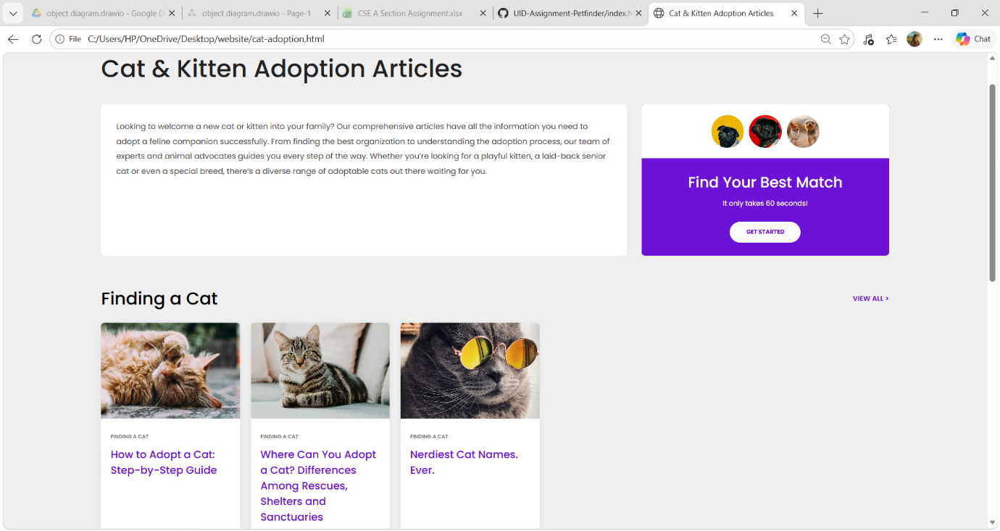 object diagram.drawio - Google D
object diagram.drawio - Page-1
CSE A Section Assignment.xlsx
UID-Assignment-Petfinder/index.h
Cat & Kitten Adoption Articles
File C:/Users/HP/OneDrive/Desktop/website/cat-adoption.html
Chat
Cat & Kitten Adoption Articles
Looking to welcome a new cat or kitten into your family? Our comprehensive articles have all the information you need to
adopt a feline companion successfully. From finding the best organization to understanding the adoption process, our team of
experts and animal advocates guides you every step of the way. Whether you’re looking for a playful kitten, a laid-back senior
cat or even a special breed, there’s a diverse range of adoptable cats out there waiting for you.
Find Your Best Match
It only takes 60 seconds!
GET STARTED
Finding a Cat
VIEW ALL >
FINDING A CAT
How to Adopt a Cat:
Step-by-Step Guide
FINDING A CAT
Where Can You Adopt
a Cat? Differences
Among Rescues,
Shelters and
Sanctuaries
FINDING A CAT
Nerdiest Cat Names.
Ever.